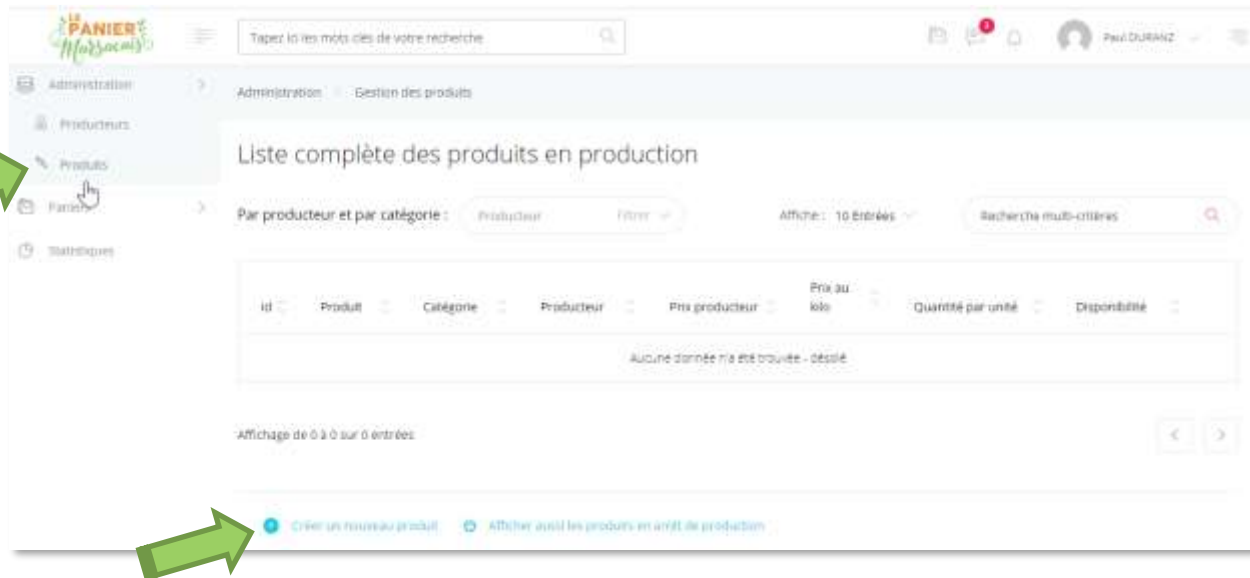 LE
PANIER
Marsacais
Tapez ici les mots clés de votre recherche
3
Paul DURANZ
Administration
Producteurs
Produits
Paniers
Statistiques
Administration
Gestion des produits
Liste complète des produits en production
Par producteur et par catégorie :
Producteur
Filtrer
Affiche : 10 Entrées
Recherche multi-critères
id
Produit
Catégorie
Producteur
Prix producteur
Prix au
kilo
Quantité par unité
Disponibilité
Aucune donnée n'a été trouvée - désolé
Affichage de 0 à 0 sur 0 entrées
Créer un nouveau produit
Afficher aussi les produits en arrêt de production